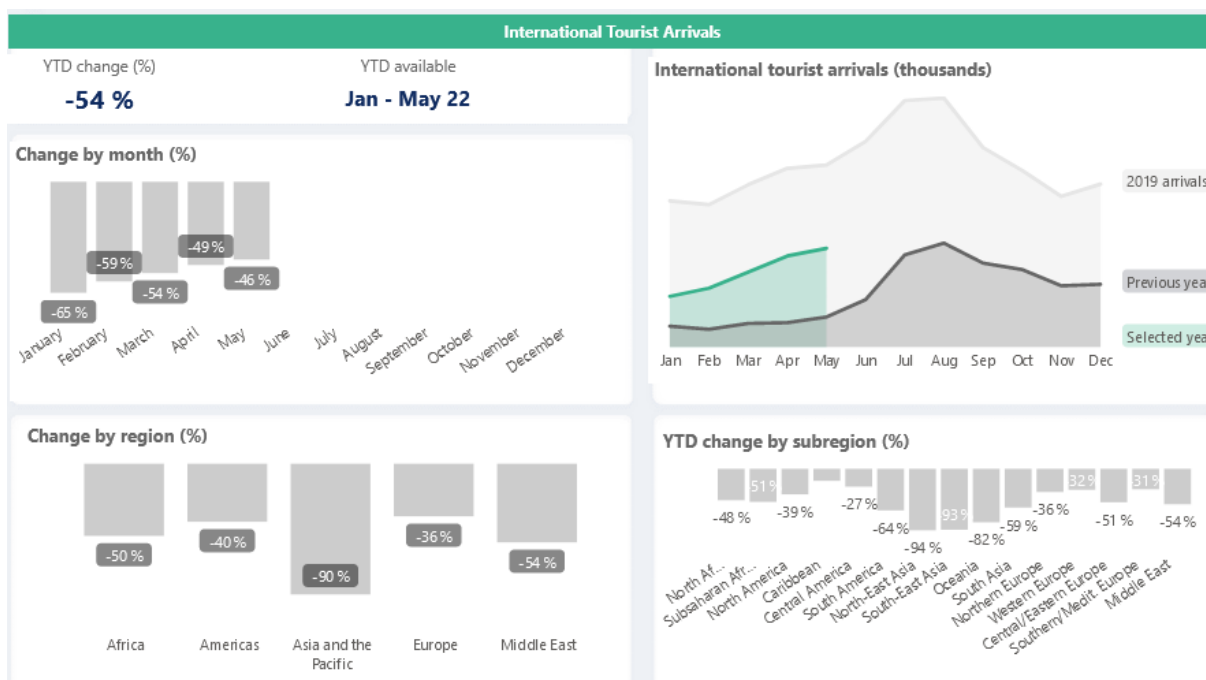 International Tourist Arrivals
YTD change (%)
-54 %
YTD available
Jan - May 22
Change by month (%)
-65 %
-59 %
-54 %
-49 %
-46 %
January
February
March
April
May
June
July
August
September
October
November
December
International tourist arrivals (thousands)
2019 arrivals
Previous yea
Selected yea
Jan
Feb
Mar
Apr
May
Jun
Jul
Aug
Sep
Oct
Nov
Dec
Change by region (%)
-50 %
-40 %
-90 %
-36 %
-54 %
Africa
Americas
Asia and the
Pacific
Europe
Middle East
YTD change by subregion (%)
-48 %
51 %
-39 %
-27 %
-64 %
-94 %
93 %
-82 %
-59 %
-36 %
32 %
-51 %
31 %
-54 %
North Af...
Subsaharan Afr...
North America
Caribbean
Central America
South America
North-East Asia
South-East Asia
Oceania
South Asia
Northern Europe
Western Europe
Central/Eastern Europe
Southern/Medit. Europe
Middle East